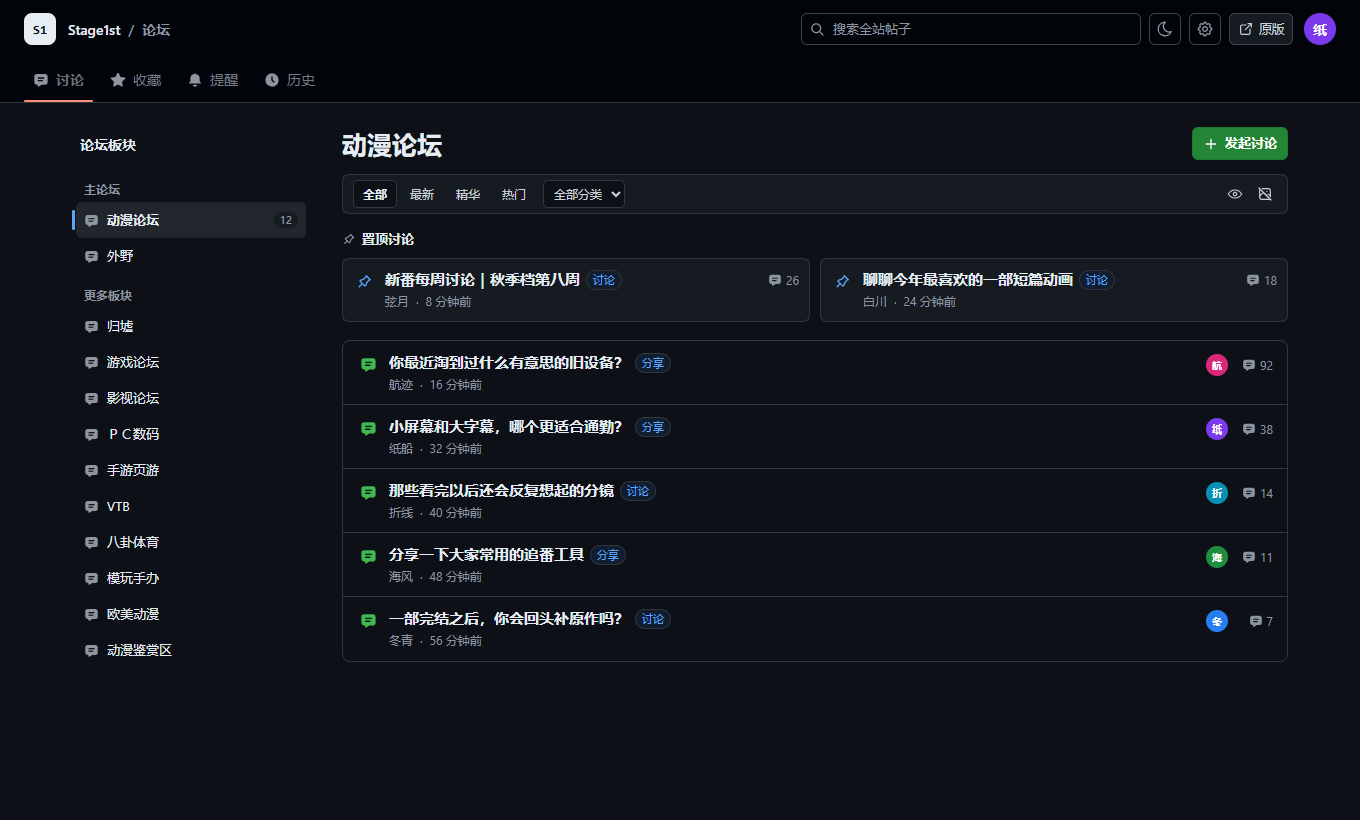 S1 Stage1st / 论坛 搜索全站帖子 原版 纸
讨论 收藏 提醒 历史
论坛板块
主论坛
动漫论坛 12
外野
更多板块
归墟
游戏论坛
影视论坛
ＰＣ数码
手游页游
VTB
八卦体育
模玩手办
欧美动漫
动漫鉴赏区
动漫论坛 发起讨论
全部 最新 精华 热门 全部分类
置顶讨论
新番每周讨论 | 秋季档第八周 讨论 26
弦月 · 8 分钟前
聊聊今年最喜欢的一部短篇动画 讨论 18
白川 · 24 分钟前
你最近淘到过什么有意思的旧设备？ 分享 航 92
航迹 · 16 分钟前
小屏幕和大字幕，哪个更适合通勤？ 分享 纸 38
纸船 · 32 分钟前
那些看完以后还会反复想起的分镜 讨论 折 14
折线 · 40 分钟前
分享一下大家常用的追番工具 分享 海 11
海风 · 48 分钟前
一部完结之后，你会回头补原作吗？ 讨论 冬 7
冬青 · 56 分钟前